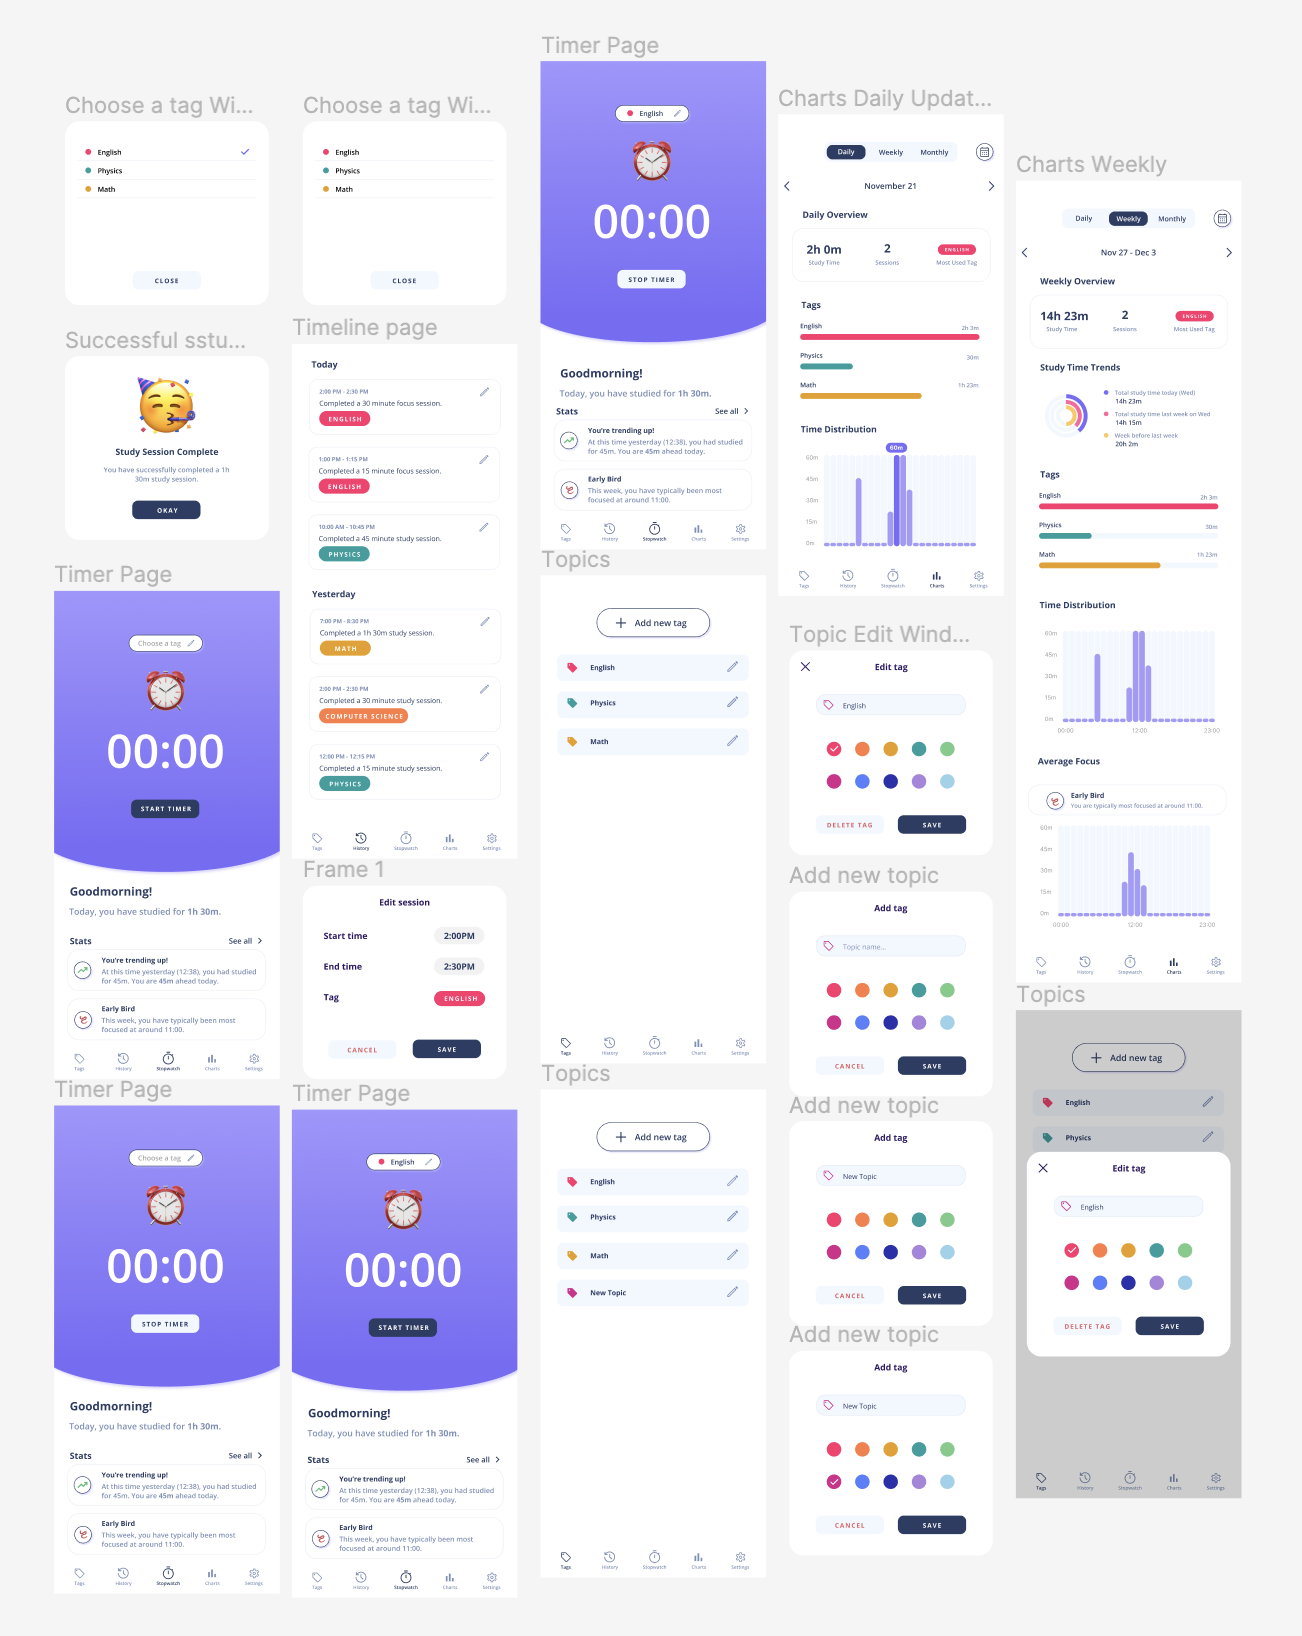 Choose a tag Wi...
English
Physics
Math
CLOSE
Choose a tag Wi...
English
Physics
Math
CLOSE
Successful sstu...
Study Session Complete
You have successfully completed a 1h
30m study session.
OKAY
Timer Page
Choose a tag
00:00
START TIMER
Goodmorning!
Today, you have studied for 1h 30m.
Stats
See all
You're trending up!
At this time yesterday (12:38), you had studied
for 45m. You are 45m ahead today.
Early Bird
This week, you have typically been most
focused at around 11:00.
Tags
History
Stopwatch
Charts
Settings
Timer Page
Choose a tag
00:00
STOP TIMER
Goodmorning!
Today, you have studied for 1h 30m.
Stats
See all
You're trending up!
At this time yesterday (12:38), you had studied
for 45m. You are 45m ahead today.
Early Bird
This week, you have typically been most
focused at around 11:00.
Tags
History
Stopwatch
Charts
Settings
Timeline page
Today
2:00 PM - 2:30 PM
Completed a 30 minute focus session.
ENGLISH
1:00 PM - 1:15 PM
Completed a 15 minute focus session.
ENGLISH
10:00 AM - 10:45 PM
Completed a 45 minute study session.
PHYSICS
Yesterday
7:00 PM - 8:30 PM
Completed a 1h 30m study session.
MATH
2:00 PM - 2:30 PM
Completed a 30 minute study session.
COMPUTER SCIENCE
12:00 PM - 12:15 PM
Completed a 15 minute study session.
PHYSICS
Tags
History
Stopwatch
Charts
Settings
Frame 1
Edit session
Start time
2:00PM
End time
2:30PM
Tag
ENGLISH
CANCEL
SAVE
Timer Page
English
00:00
START TIMER
Goodmorning!
Today, you have studied for 1h 30m.
Stats
See all
You're trending up!
At this time yesterday (12:38), you had studied
for 45m. You are 45m ahead today.
Early Bird
This week, you have typically been most
focused at around 11:00.
Tags
History
Stopwatch
Charts
Settings
Timer Page
English
00:00
STOP TIMER
Goodmorning!
Today, you have studied for 1h 30m.
Stats
See all
You're trending up!
At this time yesterday (12:38), you had studied
for 45m. You are 45m ahead today.
Early Bird
This week, you have typically been most
focused at around 11:00.
Tags
History
Stopwatch
Charts
Settings
Topics
Add new tag
English
Physics
Math
Tags
History
Stopwatch
Charts
Settings
Topics
Add new tag
English
Physics
Math
New Topic
Tags
History
Stopwatch
Charts
Settings
Charts Daily Updat...
Daily
Weekly
Monthly
November 21
Daily Overview
2h 0m
Study Time
2
Sessions
ENGLISH
Most Used Tag
Tags
English
2h 3m
Physics
30m
Math
1h 23m
Time Distribution
60m
60m
45m
30m
15m
0m
Tags
History
Stopwatch
Charts
Settings
Topic Edit Wind...
Edit tag
English
DELETE TAG
SAVE
Add new topic
Add tag
Topic name...
CANCEL
SAVE
Add new topic
Add tag
New Topic
CANCEL
SAVE
Add new topic
Add tag
New Topic
CANCEL
SAVE
Charts Weekly
Daily
Weekly
Monthly
Nov 27 - Dec 3
Weekly Overview
14h 23m
Study Time
2
Sessions
ENGLISH
Most Used Tag
Study Time Trends
Total study time today (Wed)
14h 23m
Total study time last week on Wed
14h 15m
Week before last week
20h 2m
Tags
English
2h 3m
Physics
30m
Math
1h 23m
Time Distribution
60m
45m
30m
15m
0m
00:00
12:00
23:00
Average Focus
Early Bird
You are typically most focused at around 11:00.
60m
45m
30m
15m
0m
00:00
12:00
23:00
Tags
History
Stopwatch
Charts
Settings
Topics
Add new tag
English
Physics
Edit tag
English
DELETE TAG
SAVE
Tags
History
Stopwatch
Charts
Settings